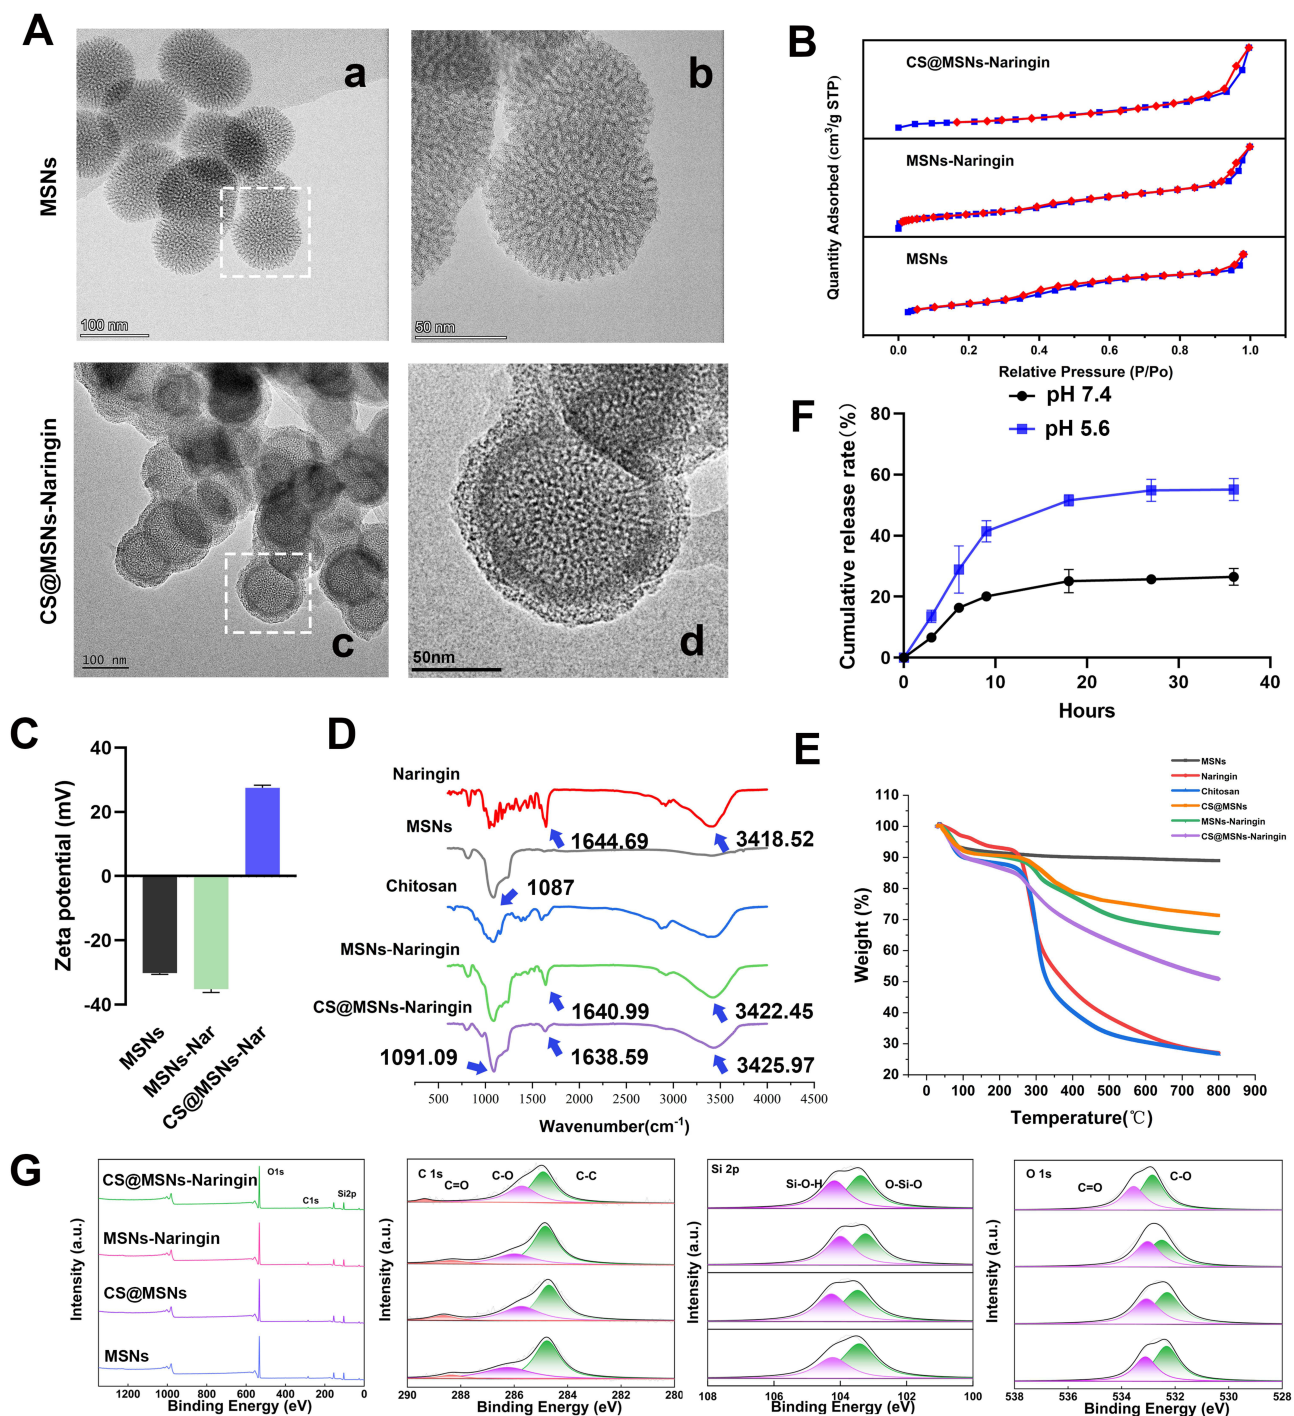 A
a
b
MSNs
100 nm
50 nm
CS@MSNs-Naringin
c
d
100 nm
50nm
B
CS@MSNs-Naringin
MSNs-Naringin
MSNs
Quantity Adsorbed (cm³/g STP)
0.0 0.2 0.4 0.6 0.8 1.0
Relative Pressure (P/Po)
F
pH 7.4
pH 5.6
Cumulative release rate (%)
80
60
40
20
0
0 10 20 30 40
Hours
C
Zeta potential (mV)
40
20
0
-20
-40
MSNs
MSNs-Nar
CS@MSNs-Nar
D
Naringin
1644.69
3418.52
MSNs
1087
Chitosan
MSNs-Naringin
1640.99
3422.45
CS@MSNs-Naringin
1091.09
1638.59
3425.97
500 1000 1500 2000 2500 3000 3500 4000 4500
Wavenumber(cm⁻¹)
E
MSNs
Naringin
Chitosan
CS@MSNs
MSNs-Naringin
CS@MSNs-Naringin
Weight (%)
110
100
90
80
70
60
50
40
30
20
0 100 200 300 400 500 600 700 800 900
Temperature(℃)
G
Intensity (a.u.)
CS@MSNs-Naringin
O1s
C1s
Si2p
MSNs-Naringin
CS@MSNs
MSNs
1200 1000 800 600 400 200 0
Binding Energy (eV)
Intensity (a.u.)
C 1s
C=O
C-O
C-C
290 288 286 284 282 280
Binding Energy (eV)
Intensity (a.u.)
Si 2p
Si-O-H
O-Si-O
108 106 104 102 100
Binding Energy (eV)
Intensity (a.u.)
O 1s
C=O
C-O
538 536 534 532 530 528
Binding Energy (eV)